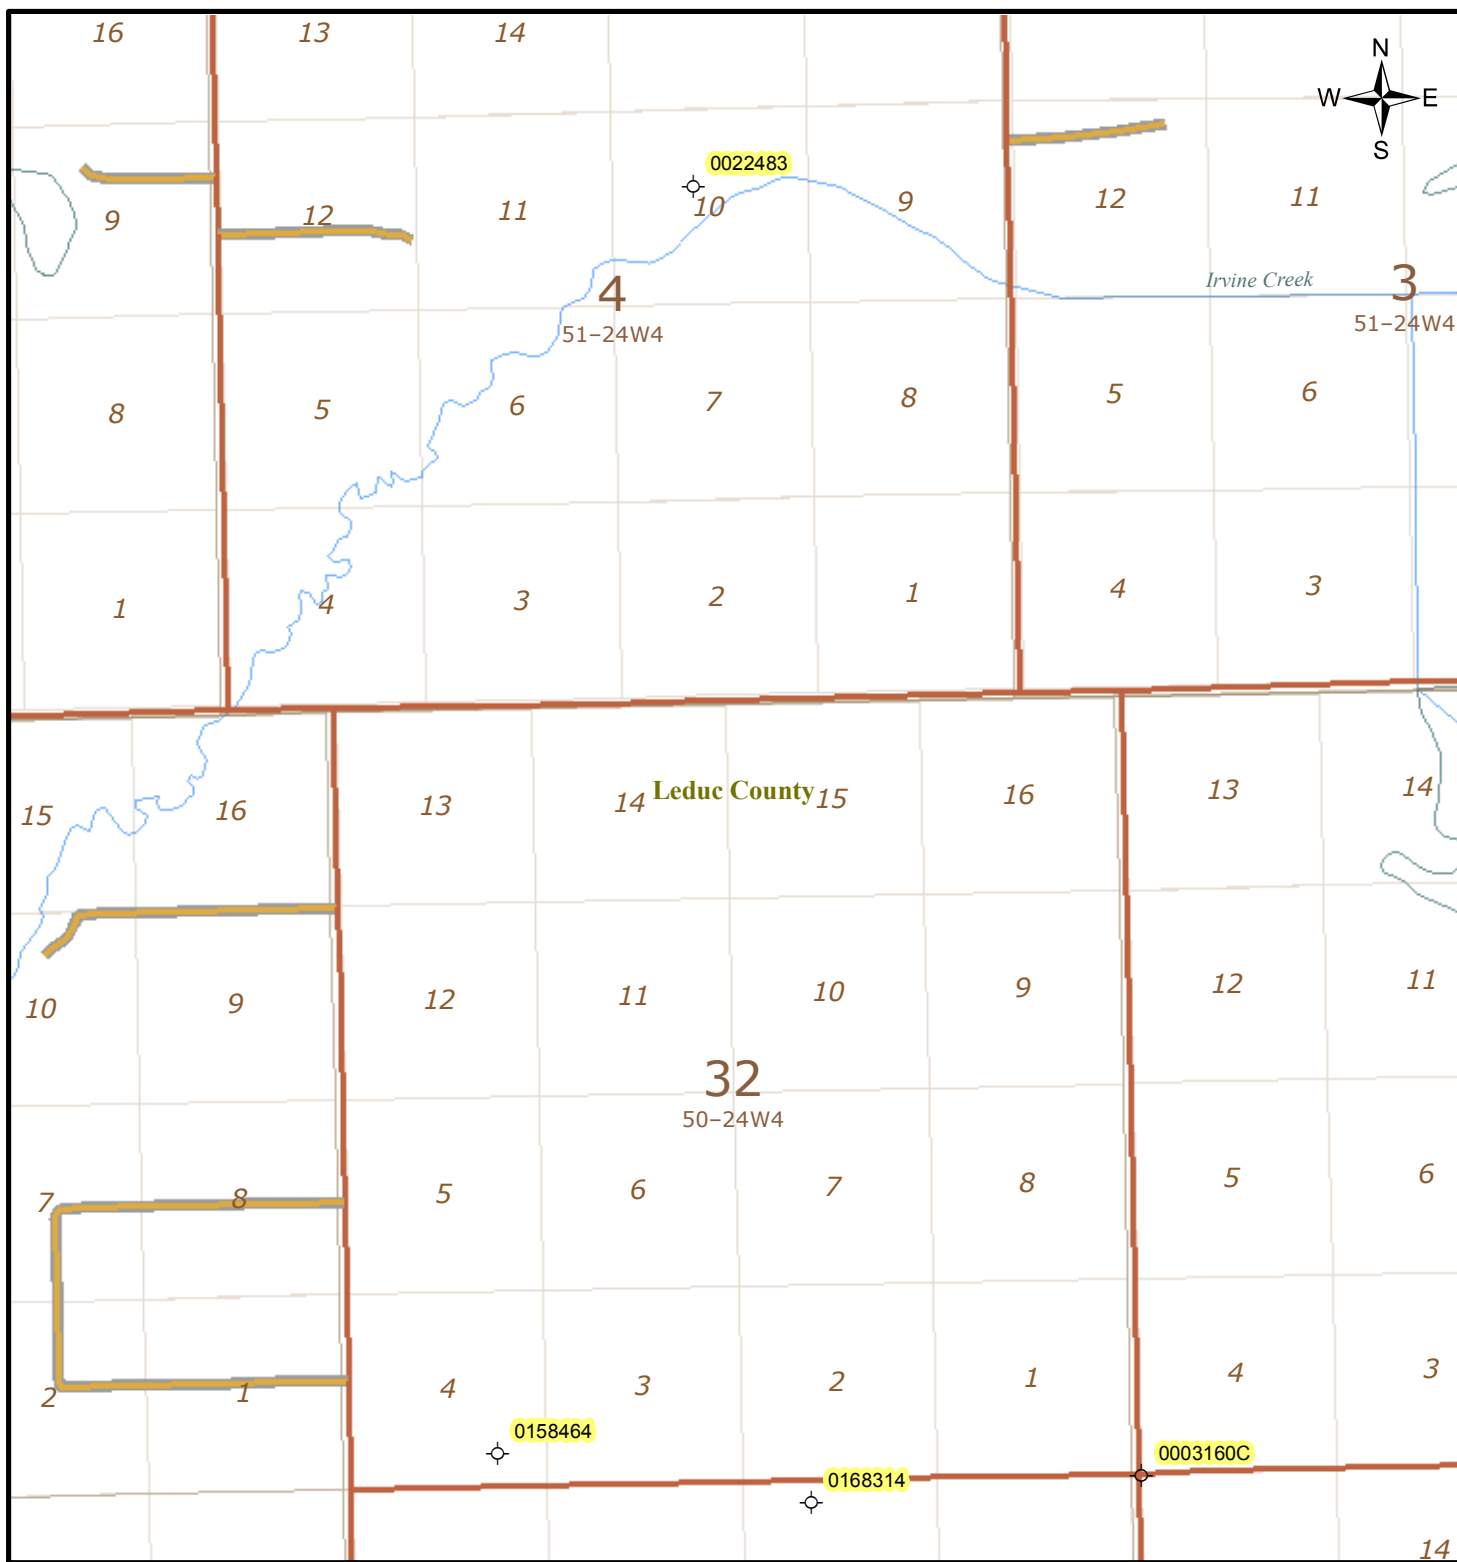 16 13 14
N
W E
S
0022483
9 12 11 10 9 12 11
Irvine Creek
4 3
51–24W4 51–24W4
8 5 6 7 8 5 6
1 4 3 2 1 4 3
Leduc County
15 16 13 14 15 16 13 14
10 9 12 11 10 9 12 11
32
50–24W4
7 8 5 6 7 8 5 6
2 1 4 3 2 1 4 3
0158464
0003160C
0168314
14